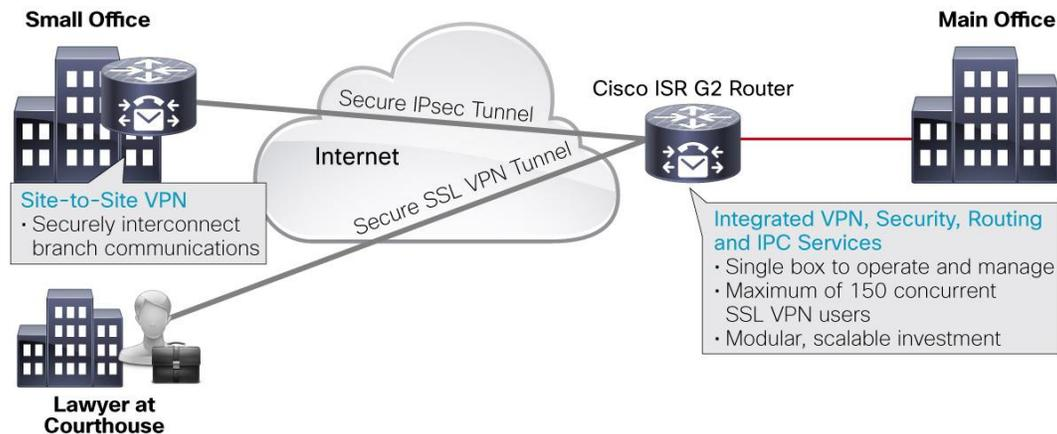 Small Office
Main Office
Cisco ISR G2 Router
Secure IPsec Tunnel
Internet
Secure SSL VPN Tunnel
Site-to-Site VPN
· Securely interconnect
branch communications
Integrated VPN, Security, Routing
and IPC Services
· Single box to operate and manage
· Maximum of 150 concurrent
SSL VPN users
· Modular, scalable investment
Lawyer at
Courthouse